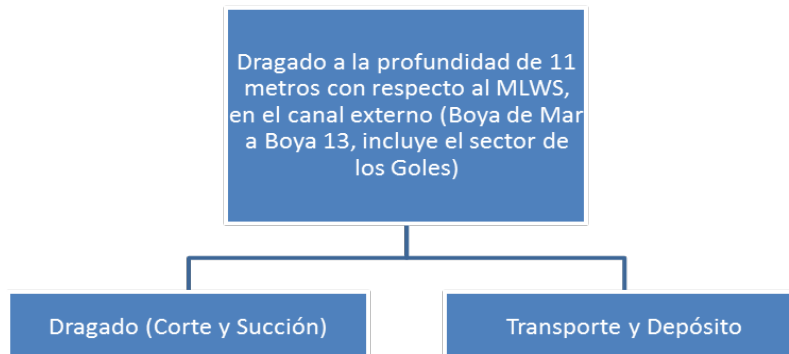 Dragado a la profundidad de 11
metros con respecto al MLWS,
en el canal externo (Boya de Mar
a Boya 13, incluye el sector de
los Goles)
Dragado (Corte y Succión)
Transporte y Depósito